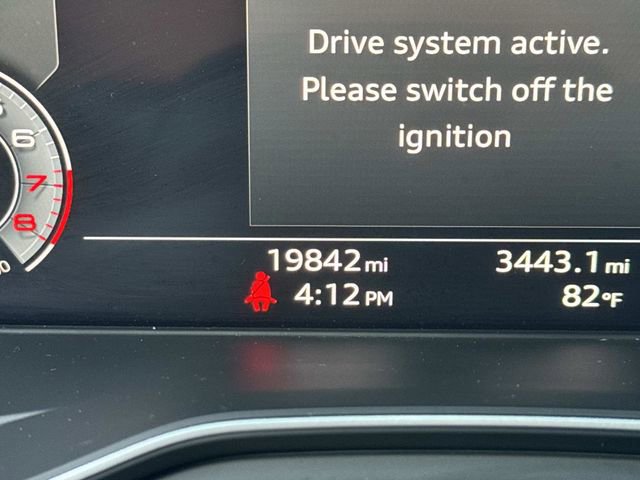 Drive system active.
Please switch off the
ignition
6
7
8
19842 mi 3443.1 mi
4:12 PM 82°F